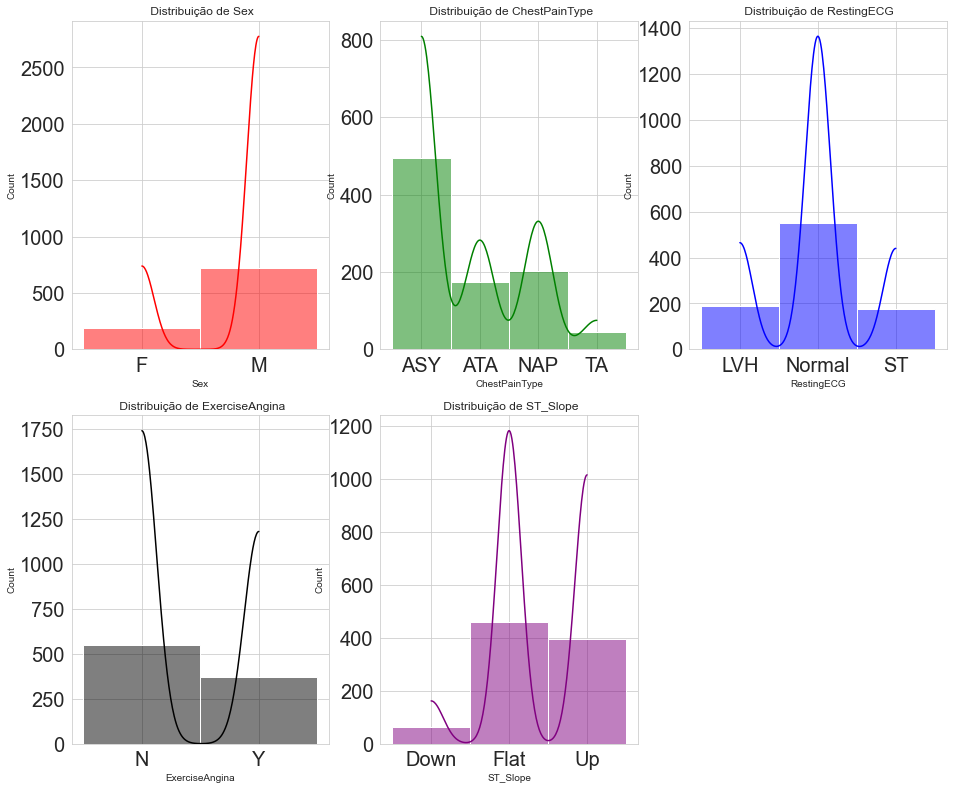 Distribuição de Sex
Count
2500
2000
1500
1000
500
0
F M
Sex
Distribuição de ChestPainType
Count
800
600
400
200
0
ASY ATA NAP TA
ChestPainType
Distribuição de RestingECG
Count
1400
1200
1000
800
600
400
200
0
LVH Normal ST
RestingECG
Distribuição de ExerciseAngina
Count
1750
1500
1250
1000
750
500
250
0
N Y
ExerciseAngina
Distribuição de ST_Slope
Count
1200
1000
800
600
400
200
0
Down Flat Up
ST_Slope